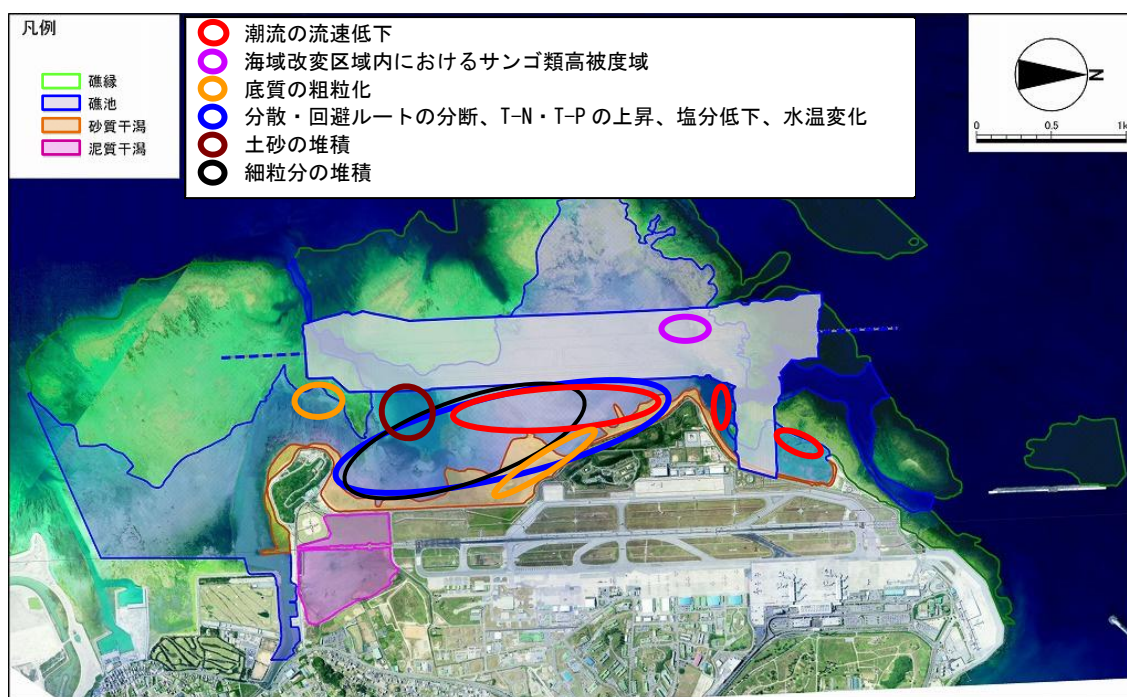 凡例
礁縁
礁池
砂質干潟
泥質干潟
潮流の流速低下
海域改変区域内におけるサンゴ類高被度域
底質の粗粒化
分散・回避ルートの分断、T-N・T-P の上昇、塩分低下、水温変化
土砂の堆積
細粒分の堆積
N
0 0.5 1k